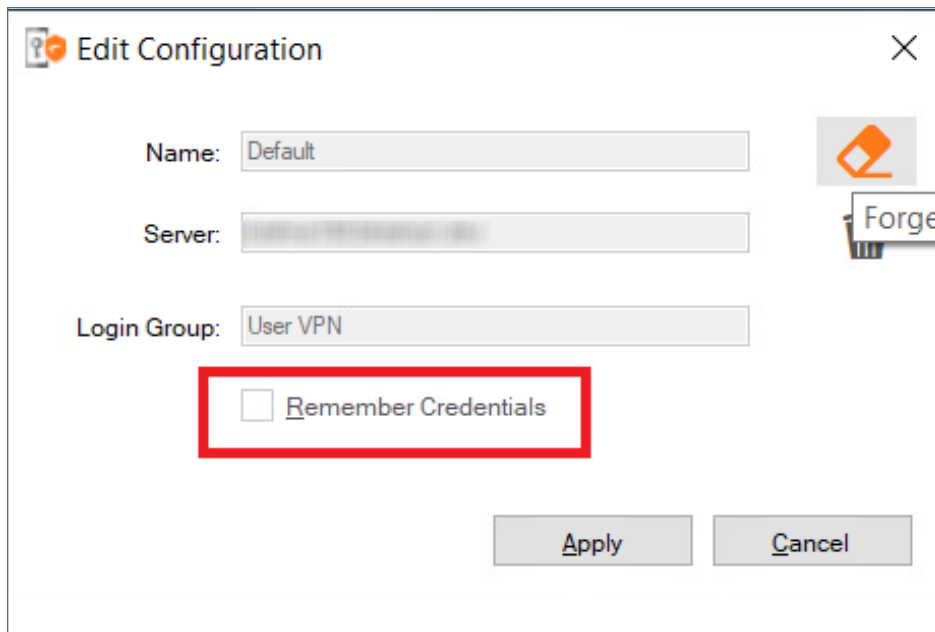 Edit Configuration
Name:
Default
Server:
Login Group:
User VPN
Remember Credentials
Apply
Cancel